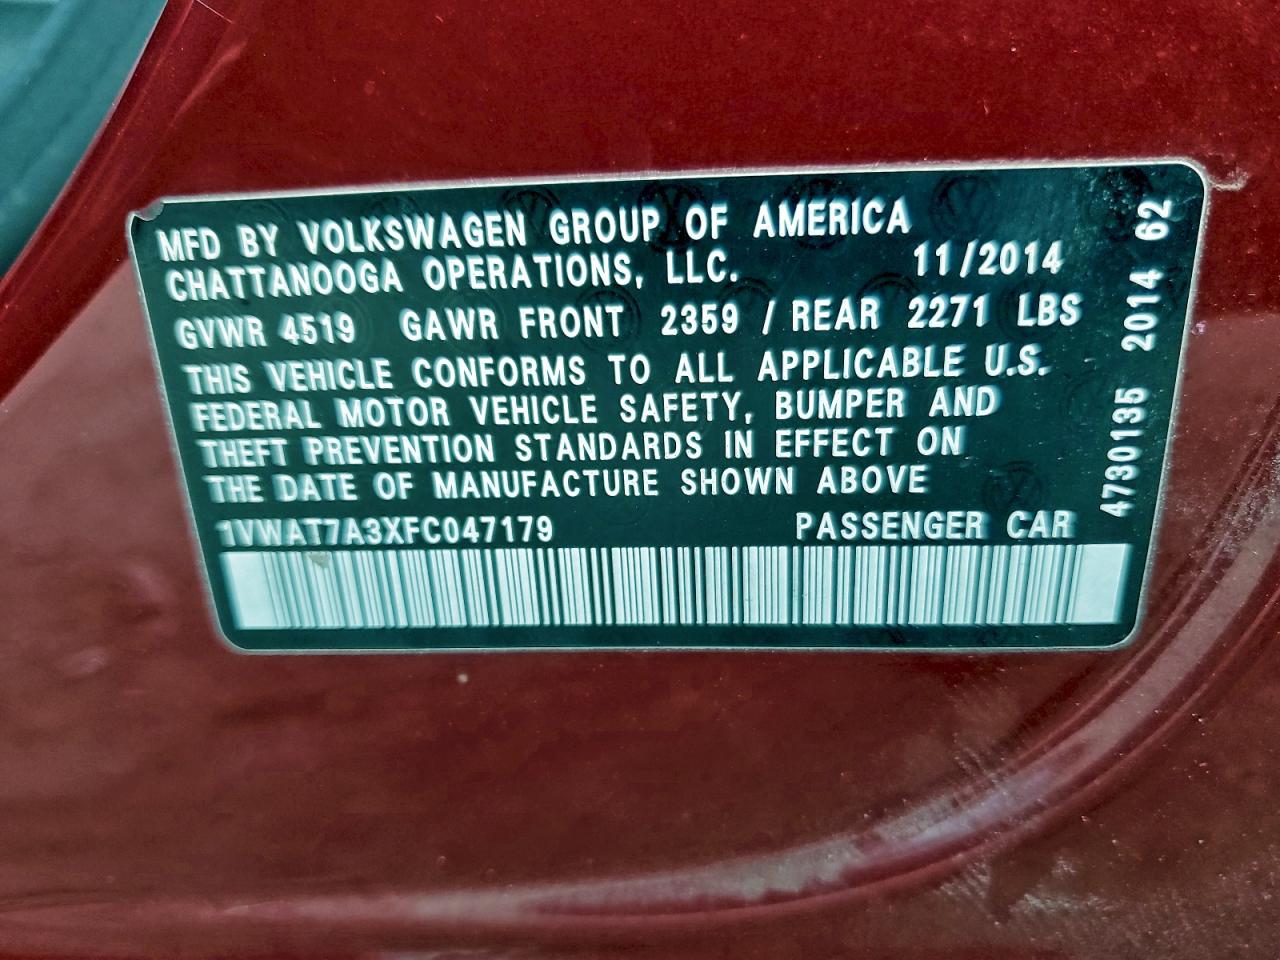 MFD BY VOLKSWAGEN GROUP OF AMERICA
CHATTANOOGA OPERATIONS, LLC. 11/2014
GVWR 4519 GAWR FRONT 2359 / REAR 2271 LBS
THIS VEHICLE CONFORMS TO ALL APPLICABLE U.S.
FEDERAL MOTOR VEHICLE SAFETY, BUMPER AND
THEFT PREVENTION STANDARDS IN EFFECT ON
THE DATE OF MANUFACTURE SHOWN ABOVE
1VWAT7A3XFC047179 PASSENGER CAR
4730135 2014 62